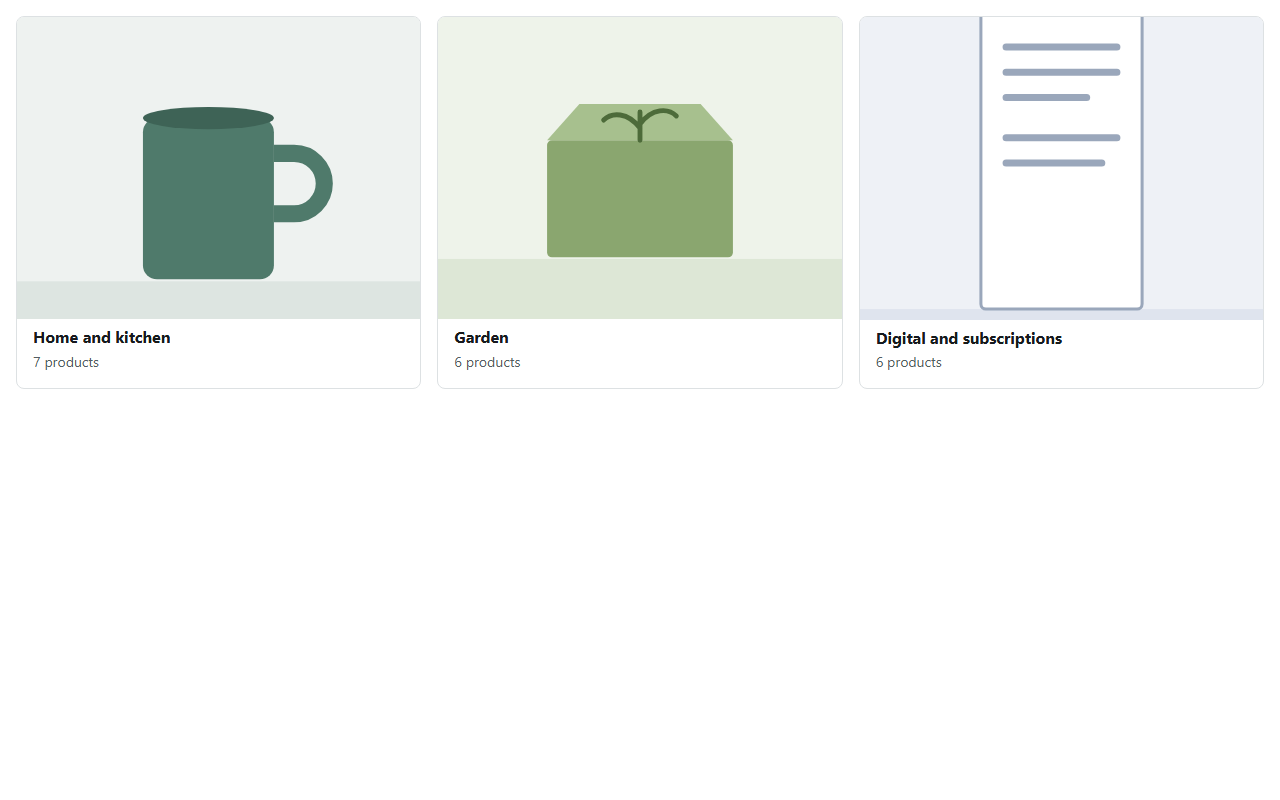 Home and kitchen
7 products
Garden
6 products
Digital and subscriptions
6 products